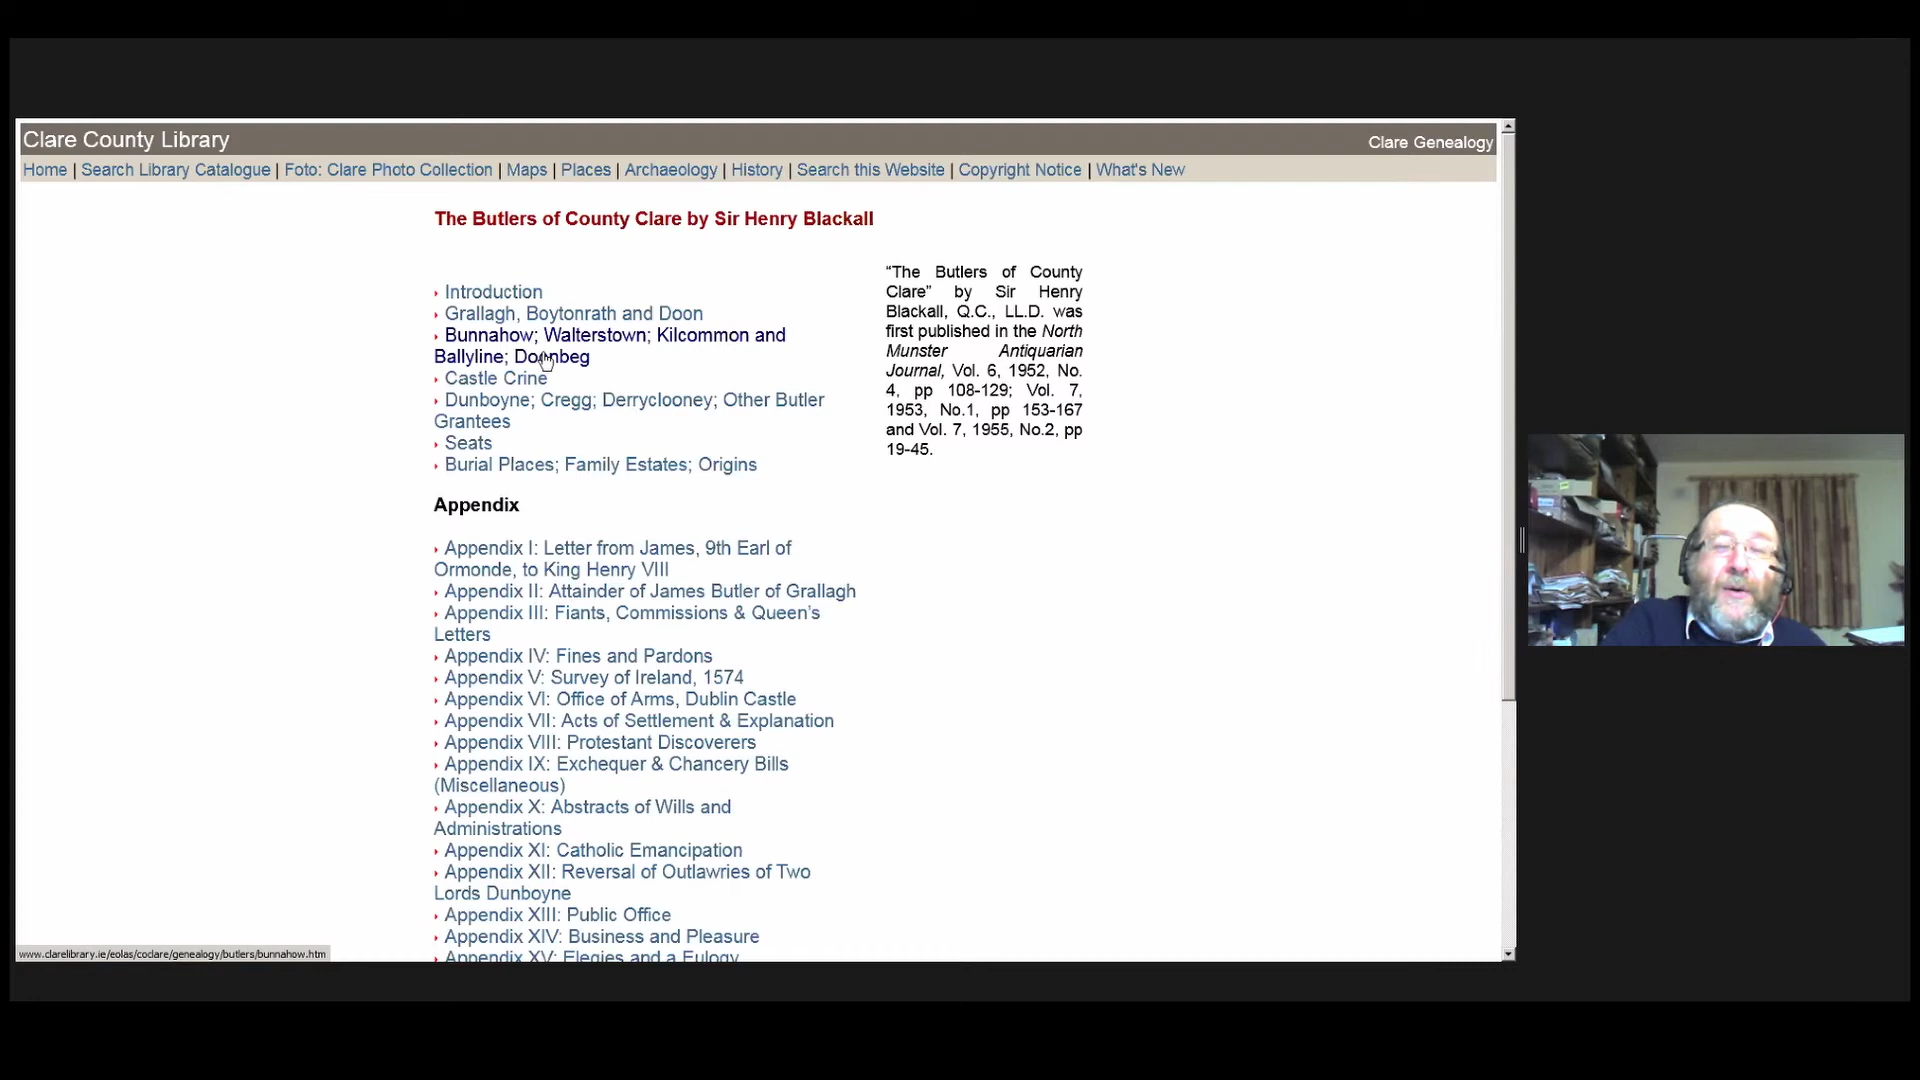 Clare County Library
Clare Genealogy
Home | Search Library Catalogue | Foto: Clare Photo Collection | Maps | Places | Archaeology | History | Search this Website | Copyright Notice | What's New
The Butlers of County Clare by Sir Henry Blackall
Introduction
Grallagh, Boytonrath and Doon
Bunnahow; Walterstown; Kilcommon and
Ballyline; Doonbeg
Castle Crine
Dunboyne; Cregg; Derryclooney; Other Butler
Grantees
Seats
Burial Places; Family Estates; Origins
“The Butlers of County
Clare” by Sir Henry
Blackall, Q.C., LL.D. was
first published in the North
Munster Antiquarian
Journal, Vol. 6, 1952, No.
4, pp 108-129; Vol. 7,
1953, No.1, pp 153-167
and Vol. 7, 1955, No.2, pp
19-45.
Appendix
Appendix I: Letter from James, 9th Earl of
Ormonde, to King Henry VIII
Appendix II: Attainder of James Butler of Grallagh
Appendix III: Fiants, Commissions & Queen’s
Letters
Appendix IV: Fines and Pardons
Appendix V: Survey of Ireland, 1574
Appendix VI: Office of Arms, Dublin Castle
Appendix VII: Acts of Settlement & Explanation
Appendix VIII: Protestant Discoverers
Appendix IX: Exchequer & Chancery Bills
(Miscellaneous)
Appendix X: Abstracts of Wills and
Administrations
Appendix XI: Catholic Emancipation
Appendix XII: Reversal of Outlawries of Two
Lords Dunboyne
Appendix XIII: Public Office
Appendix XIV: Business and Pleasure
Appendix XV: Elegies and a Eulogy
www.clarelibrary.ie/eolas/coclare/genealogy/butlers/bunnahow.htm